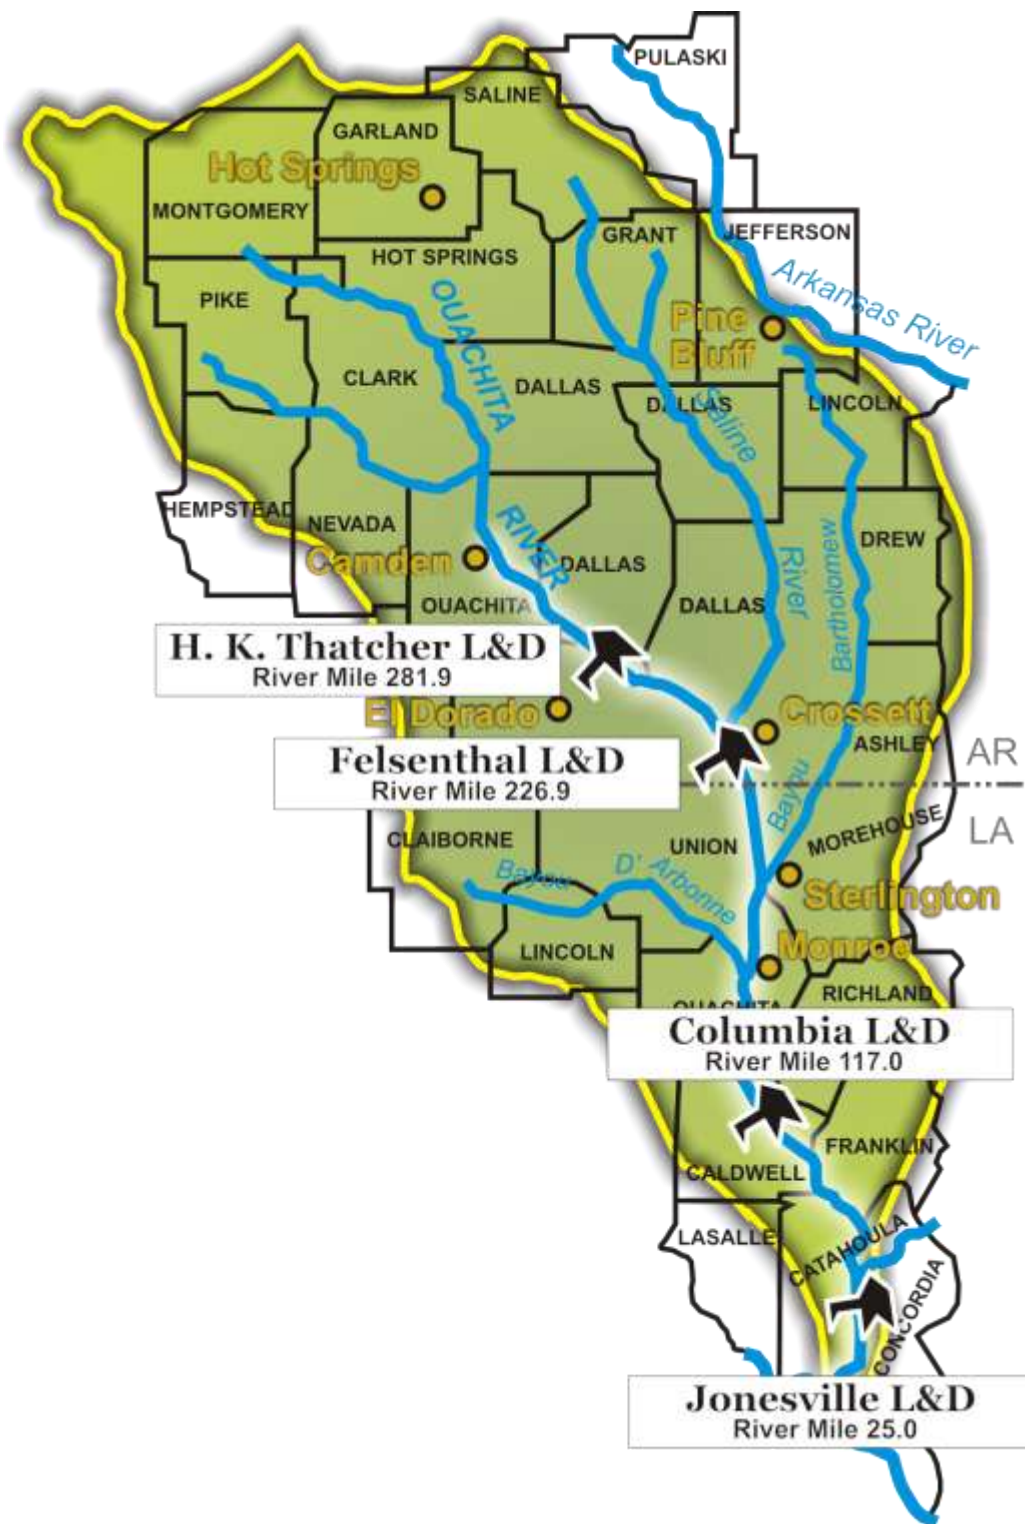 PULASKI
SALINE
GARLAND
Hot Springs
MONTGOMERY
GRANT
JEFFERSON
HOT SPRINGS
Arkansas River
PIKE
OUACHITA
Pine
Bluff
CLARK
DALLAS
DALLAS
LINCOLN
Saline
HEMPSTEAD
NEVADA
RIVER
DREW
Camden
DALLAS
River
Bartholomew
OUACHITA
DALLAS
H. K. Thatcher L&D
River Mile 281.9
El Dorado
Crossett
ASHLEY
AR
Felsenthal L&D
River Mile 226.9
Bayou
LA
CLAIBORNE
UNION
MOREHOUSE
Bayou D' Arbonne
Sterlington
LINCOLN
Monroe
RICHLAND
OUACHITA
Columbia L&D
River Mile 117.0
FRANKLIN
CALDWELL
LASALLE
CATAHOULA
CONCORDIA
Jonesville L&D
River Mile 25.0